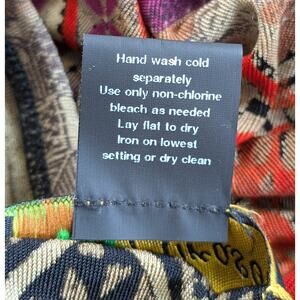 Hand wash cold
separately
Use only non-chlorine
bleach as needed
Lay flat to dry
Iron on lowest
setting or dry clean